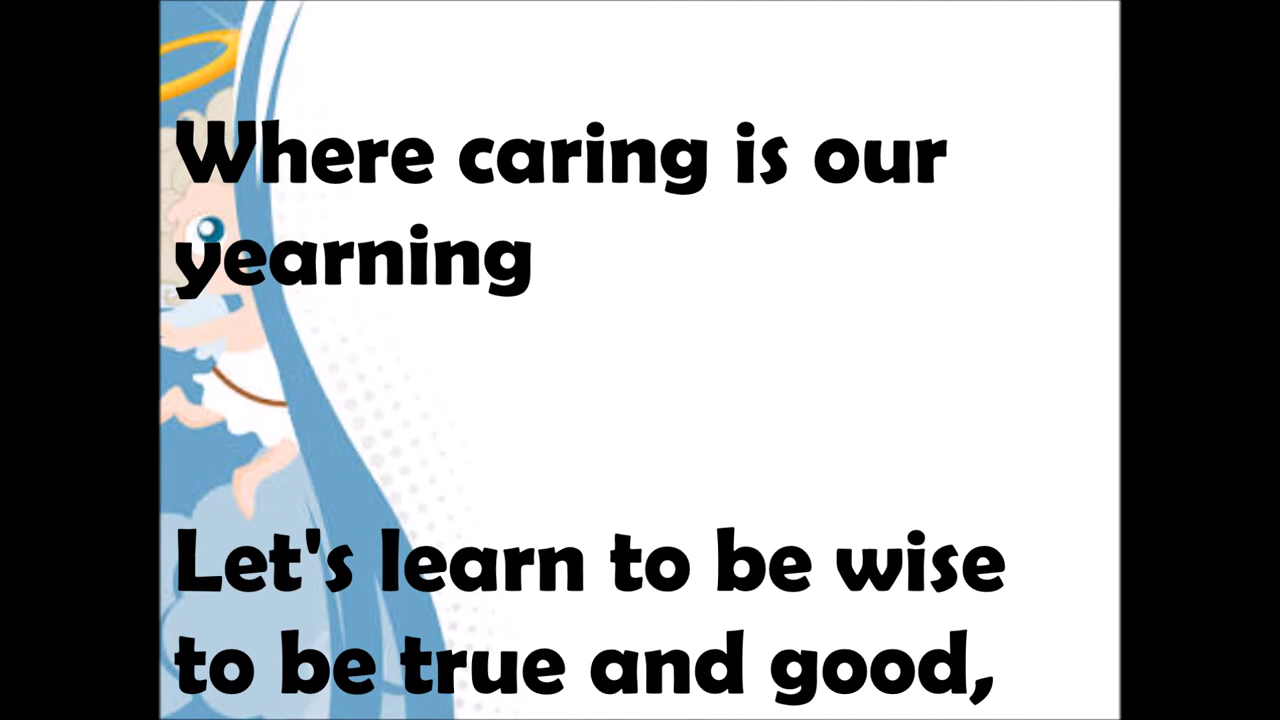 Where caring is our
yearning
Let's learn to be wise
to be true and good,